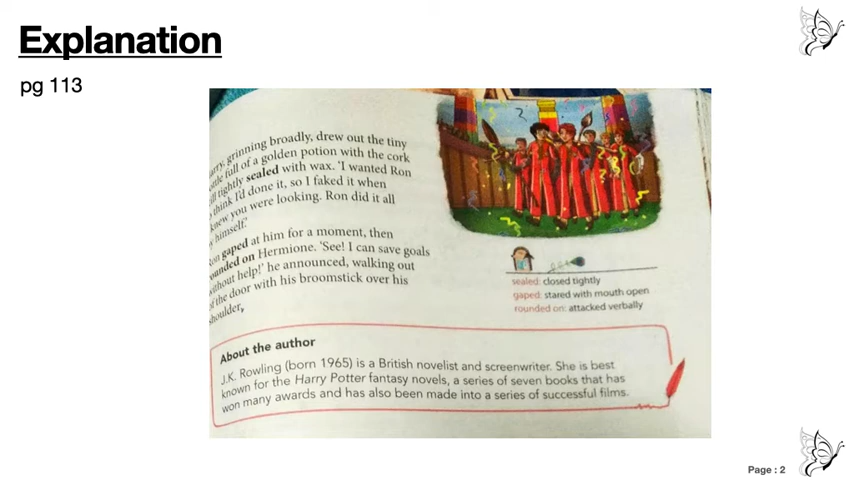 Explanation
pg 113
arry, grinning broadly, drew out the tiny
ottle full of a golden potion with the cork
ill tightly sealed with wax. 'I wanted Ron
think I'd done it, so I faked it when
knew you were looking. Ron did it all
y himself.'
on gaped at him for a moment, then
ounded on Hermione. 'See! I can save goals
without help!' he announced, walking out
of the door with his broomstick over his
shoulder,
sealed: closed tightly
gaped: stared with mouth open
rounded on: attacked verbally
About the author
J.K. Rowling (born 1965) is a British novelist and screenwriter. She is best
known for the Harry Potter fantasy novels, a series of seven books that has
won many awards and has also been made into a series of successful films.
Page : 2